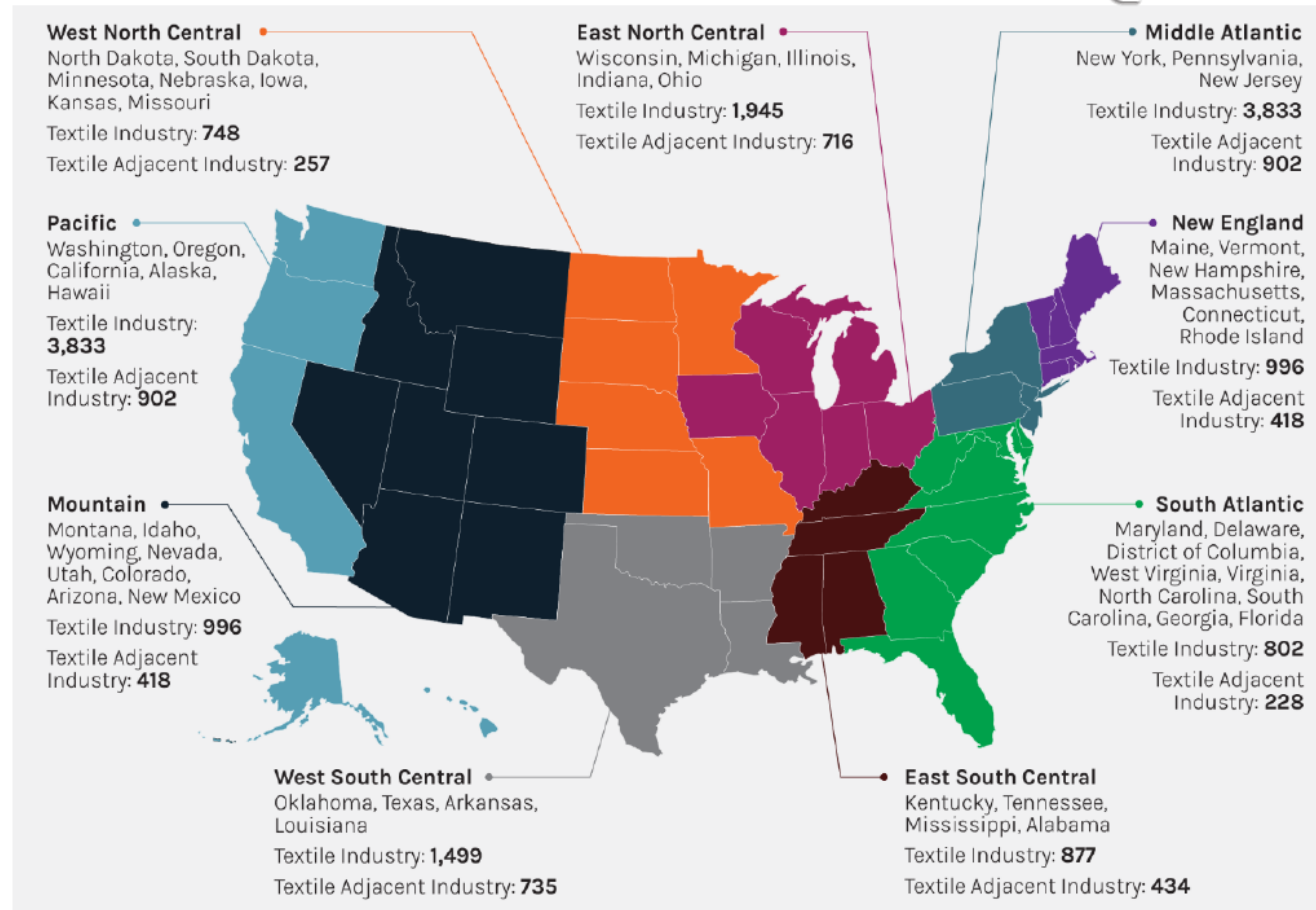 West North Central
North Dakota, South Dakota,
Minnesota, Nebraska, Iowa,
Kansas, Missouri
Textile Industry: 748
Textile Adjacent Industry: 257
East North Central
Wisconsin, Michigan, Illinois,
Indiana, Ohio
Textile Industry: 1,945
Textile Adjacent Industry: 716
Middle Atlantic
New York, Pennsylvania,
New Jersey
Textile Industry: 3,833
Textile Adjacent
Industry: 902
Pacific
Washington, Oregon,
California, Alaska,
Hawaii
Textile Industry:
3,833
Textile Adjacent
Industry: 902
New England
Maine, Vermont,
New Hampshire,
Massachusetts,
Connecticut,
Rhode Island
Textile Industry: 996
Textile Adjacent
Industry: 418
Mountain
Montana, Idaho,
Wyoming, Nevada,
Utah, Colorado,
Arizona, New Mexico
Textile Industry: 996
Textile Adjacent
Industry: 418
South Atlantic
Maryland, Delaware,
District of Columbia,
West Virginia, Virginia,
North Carolina, South
Carolina, Georgia, Florida
Textile Industry: 802
Textile Adjacent
Industry: 228
West South Central
Oklahoma, Texas, Arkansas,
Louisiana
Textile Industry: 1,499
Textile Adjacent Industry: 735
East South Central
Kentucky, Tennessee,
Mississippi, Alabama
Textile Industry: 877
Textile Adjacent Industry: 434